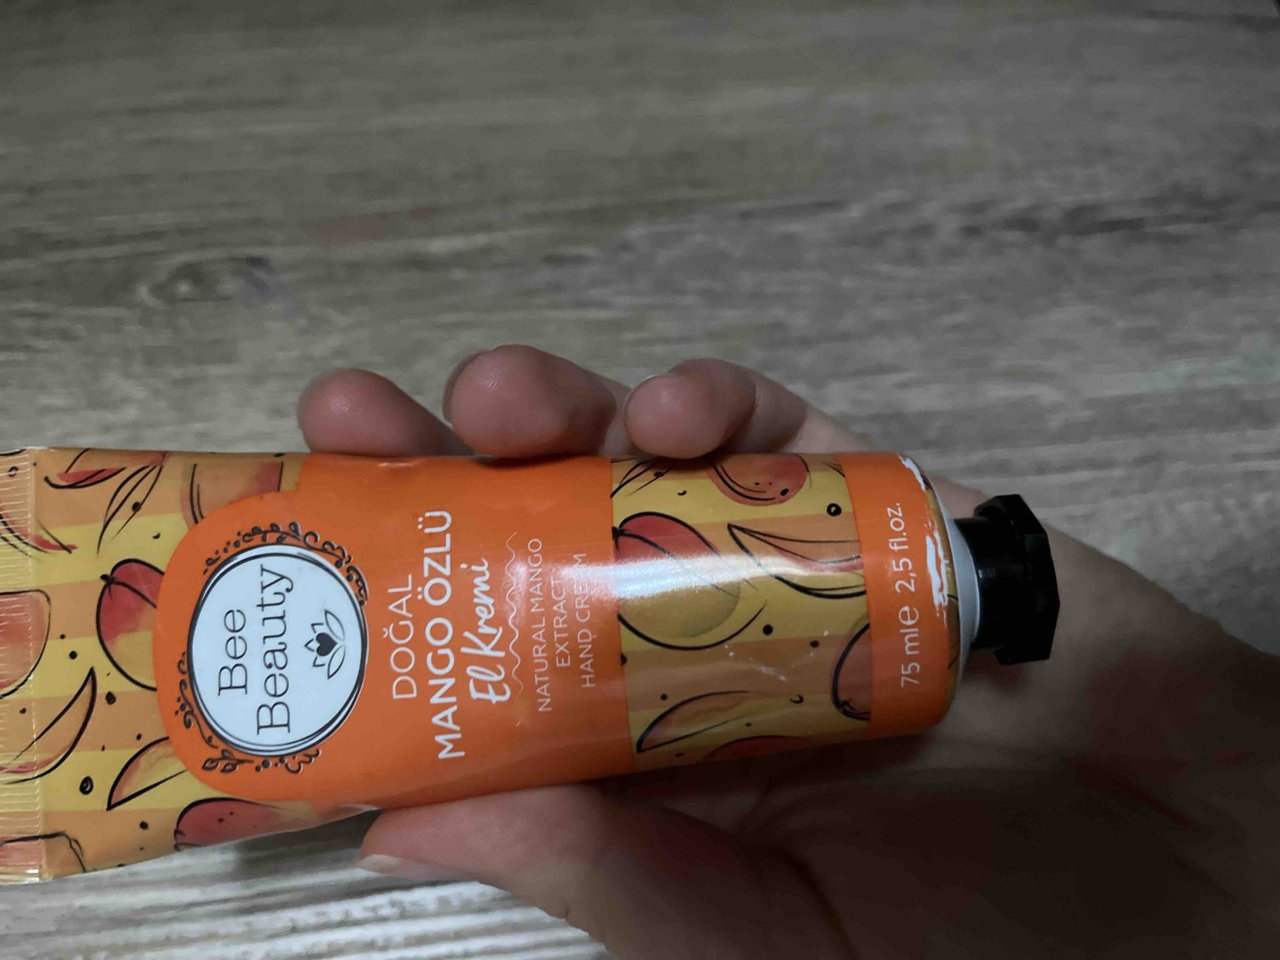 Bee
Beauty
DOĞAL
MANGO ÖZLÜ
El Kremi
NATURAL MANGO
EXTRACT
HAND CREAM
75 ml℮ 2,5 fl.oz.